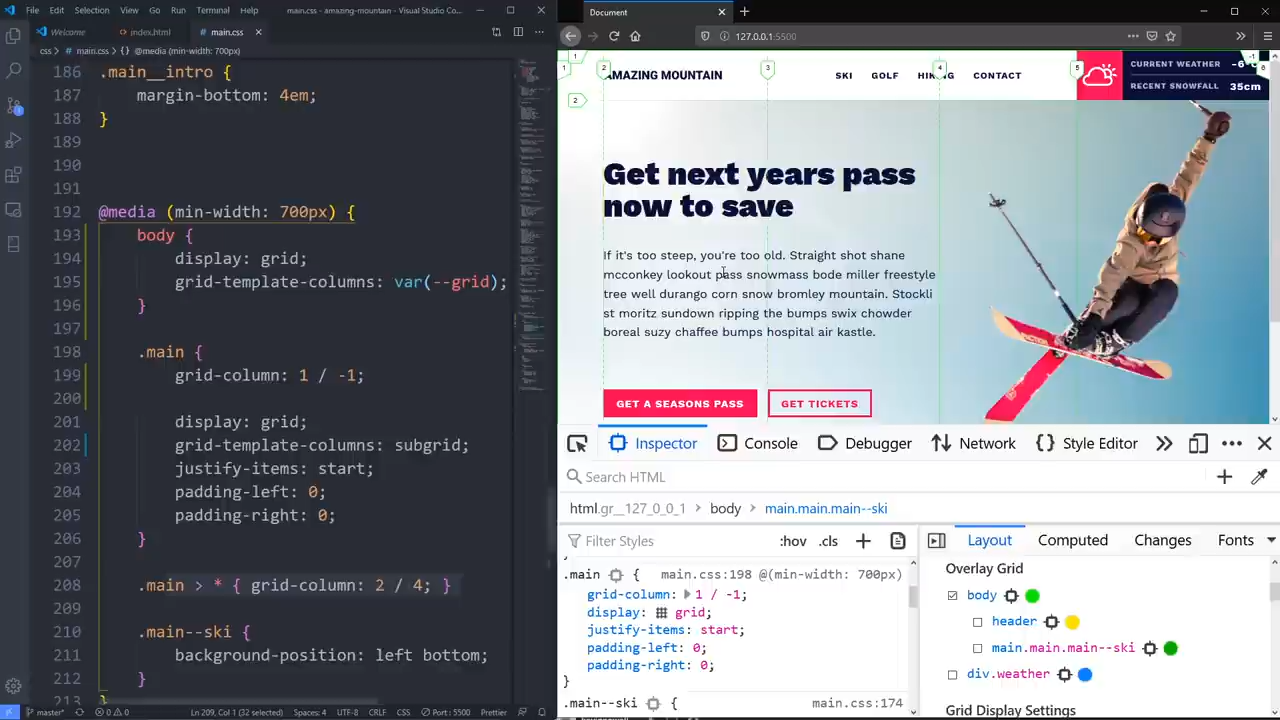 File Edit Selection View Go Run Terminal Help main.css - amazing-mountain - Visual Studio Co...
Welcome index.html main.css
css > main.css > {} @media (min-width: 700px)
186 .main__intro {
187 margin-bottom: 4em;
188 }
189
190
191
192 @media (min-width: 700px) {
193 body {
194 display: grid;
195 grid-template-columns: var(--grid);
196 }
197
198 .main {
199 grid-column: 1 / -1;
200
201 display: grid;
202 grid-template-columns: subgrid;
203 justify-items: start;
204 padding-left: 0;
205 padding-right: 0;
206 }
207
208 .main > * { grid-column: 2 / 4; }
209
210 .main--ski {
211 background-position: left bottom;
212 }
213 }
master* 0 0 Ln 209, Col 1 (32 selected) Spaces: 4 UTF-8 CRLF CSS Port : 5500 Prettier
Document
127.0.0.1:5500
1
1 2 3 4 5 -1 6
2
AMAZING MOUNTAIN SKI GOLF HIKING CONTACT
CURRENT WEATHER
RECENT SNOWFALL 35cm
Get next years pass
now to save
If it's too steep, you're too old. Straight shot shane
mcconkey lookout pass snowmass bode miller freestyle
tree well durango corn snow bromley mountain. Stockli
st moritz sundown ripping the bumps swix chowder
boreal suzy chaffee bumps hospital air kastle.
GET A SEASONS PASS GET TICKETS
Inspector Console Debugger Network Style Editor
Search HTML
html.gr__127_0_0_1 > body > main.main.main--ski
Filter Styles :hov .cls + Layout Computed Changes Fonts
}
.main { main.css:198 @(min-width: 700px)
grid-column: 1 / -1;
display: grid;
justify-items: start;
padding-left: 0;
padding-right: 0;
}
.main--ski { main.css:174
Overlay Grid
body
header
main.main.main--ski
div.weather
Grid Display Settings